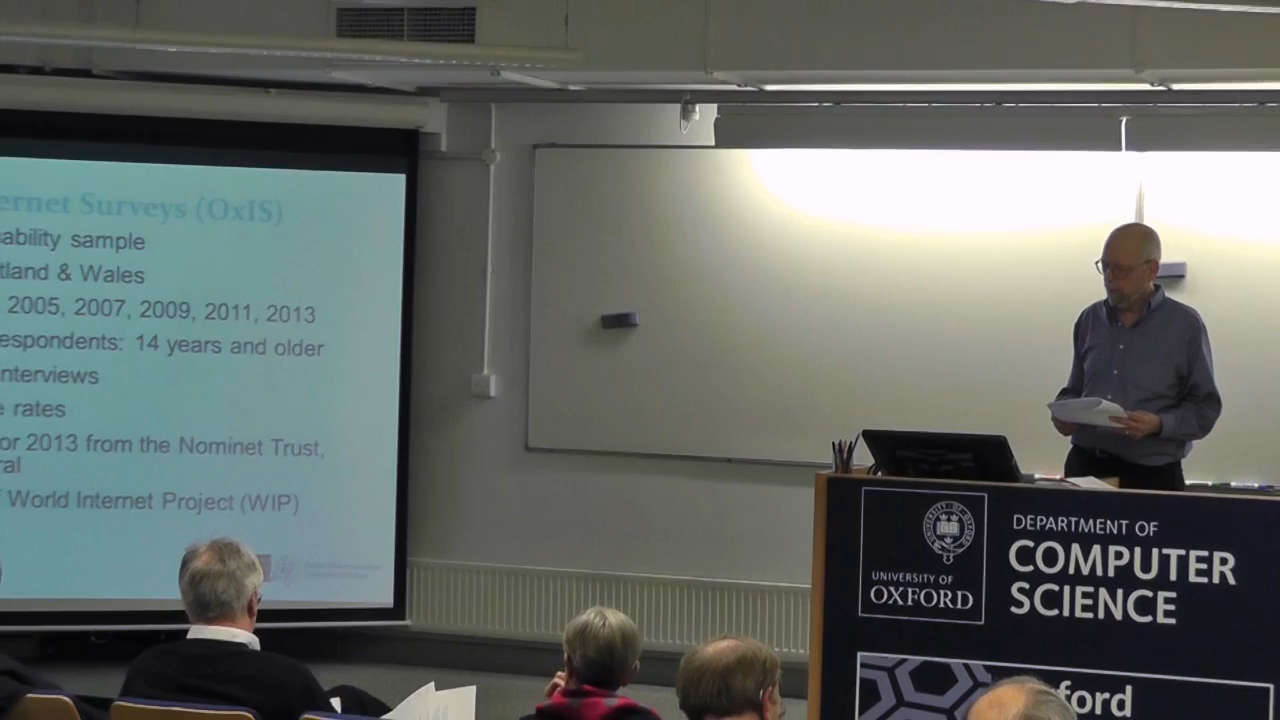 ernet Surveys (OxIS)
ability sample
tland & Wales
2005, 2007, 2009, 2011, 2013
espondents: 14 years and older
nterviews
e rates
or 2013 from the Nominet Trust,
ral
f World Internet Project (WIP)
UNIVERSITY OF
OXFORD
DEPARTMENT OF
COMPUTER
SCIENCE
ford